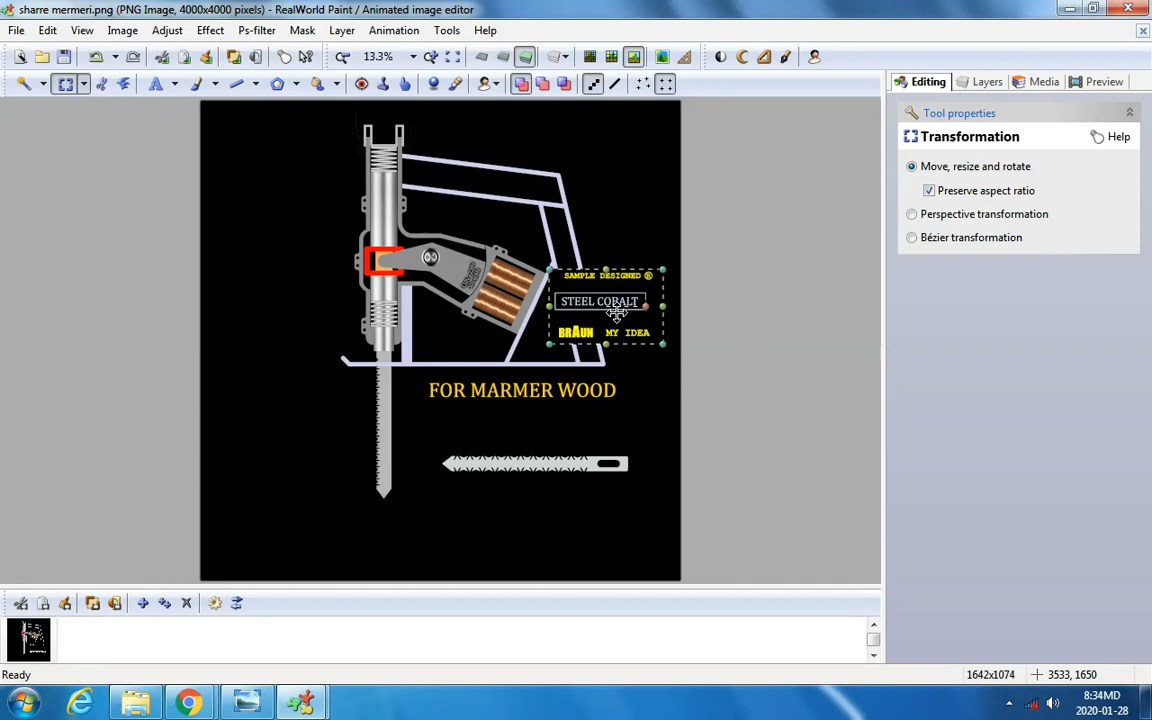 sharre mermeri.png (PNG Image, 4000x4000 pixels) - RealWorld Paint / Animated image editor
File Edit View Image Adjust Effect Ps-filter Mask Layer Animation Tools Help
13.3%
Editing Layers Media Preview
Tool properties
Transformation Help
Move, resize and rotate
Preserve aspect ratio
Perspective transformation
Bézier transformation
SAMPLE DESIGNED ®
STEEL COBALT
BRAUN MY IDEA
FOR MARMER WOOD
Ready
1642x1074
3533, 1650
8:34MD
2020-01-28